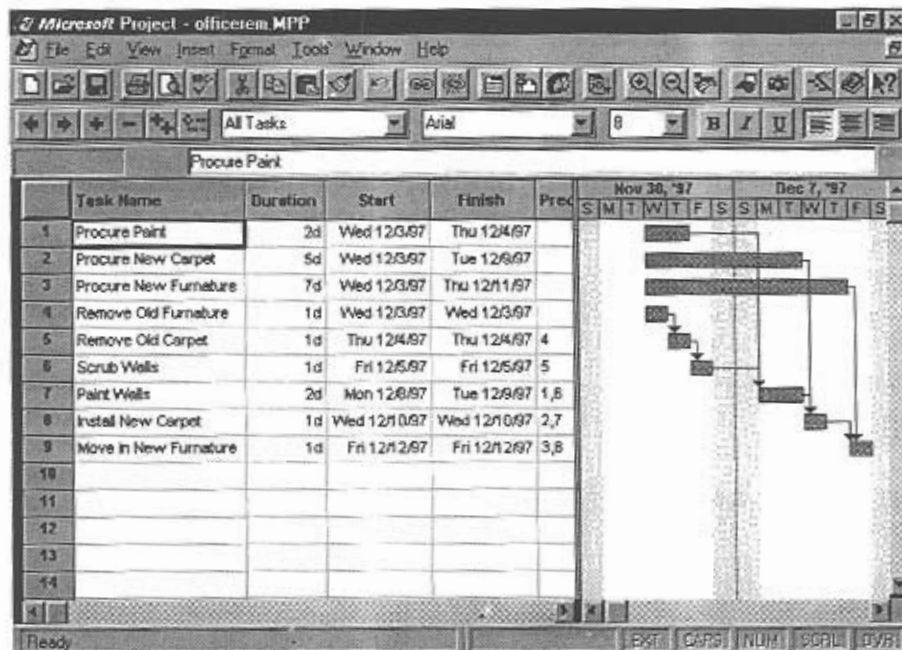 Microsoft Project - officerem.MPP
File Edit View Insert Format Tools Window Help
All Tasks Arial 8 B I U
Procure Paint
Task Name Duration Start Finish Pred Nov 30, '97 Dec 7, '97
S M T W T F S S M T W T F S
1 Procure Paint 2d Wed 12/3/97 Thu 12/4/97
2 Procure New Carpet 5d Wed 12/3/97 Tue 12/9/97
3 Procure New Furnature 7d Wed 12/3/97 Thu 12/11/97
4 Remove Old Furnature 1d Wed 12/3/97 Wed 12/3/97
5 Remove Old Carpet 1d Thu 12/4/97 Thu 12/4/97 4
6 Scrub Walls 1d Fri 12/5/97 Fri 12/5/97 5
7 Paint Walls 2d Mon 12/8/97 Tue 12/9/97 1,6
8 Install New Carpet 1d Wed 12/10/97 Wed 12/10/97 2,7
9 Move in New Furnature 1d Fri 12/12/97 Fri 12/12/97 3,8
10
11
12
13
14
Ready EXT CAPS NUM SCRL OVR